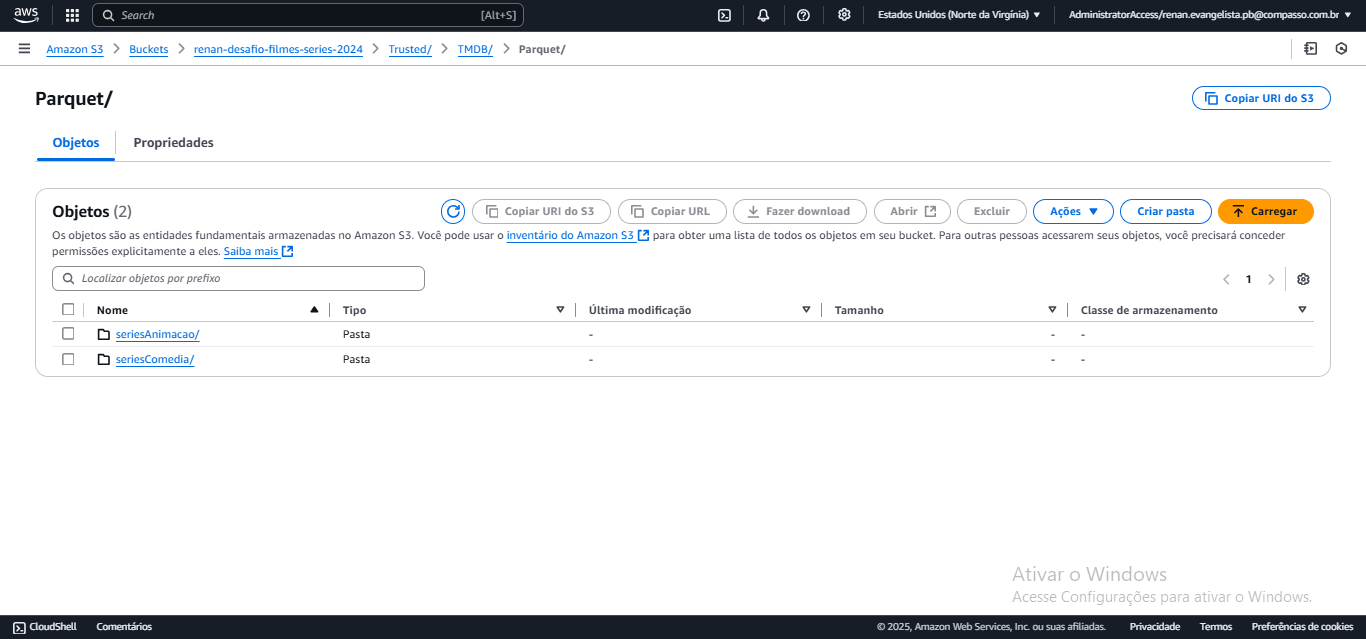 aws Search [Alt+S] Estados Unidos (Norte da Virgínia) AdministratorAccess/renan.evangelista.pb@compasso.com.br
Amazon S3 Buckets renan-desafio-filmes-series-2024 Trusted/ TMDB/ Parquet/
Parquet/
Copiar URI do S3
Objetos Propriedades
Objetos (2) Copiar URI do S3 Copiar URL Fazer download Abrir Excluir Ações Criar pasta Carregar
Os objetos são as entidades fundamentais armazenadas no Amazon S3. Você pode usar o inventário do Amazon S3 para obter uma lista de todos os objetos em seu bucket. Para outras pessoas acessarem seus objetos, você precisará conceder
permissões explicitamente a eles. Saiba mais
Localizar objetos por prefixo
1
Nome Tipo Última modificação Tamanho Classe de armazenamento
seriesAnimacao/ Pasta - - -
seriesComedia/ Pasta - - -
Ativar o Windows
Acesse Configurações para ativar o Windows.
CloudShell Comentários © 2025, Amazon Web Services, Inc. ou suas afiliadas. Privacidade Termos Preferências de cookies